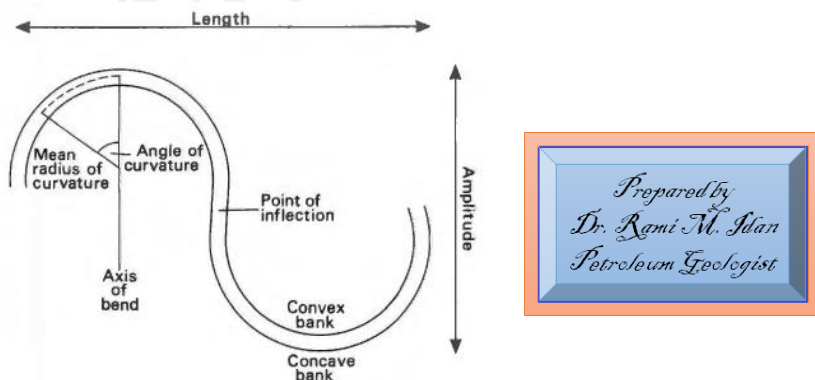 Length
Mean
radius of
curvature
Angle of
curvature
Point of
inflection
Amplitude
Axis
of
bend
Convex
bank
Concave
bank
Prepared by
Dr. Rami M. Idan
Petroleum Geologist